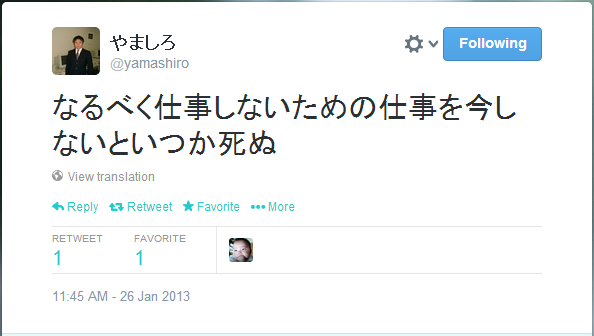 やましろ
@yamashiro
Following
なるべく仕事しないための仕事を今し
ないといつか死ぬ
View translation
Reply Retweet Favorite More
RETWEET FAVORITE
1 1
11:45 AM - 26 Jan 2013